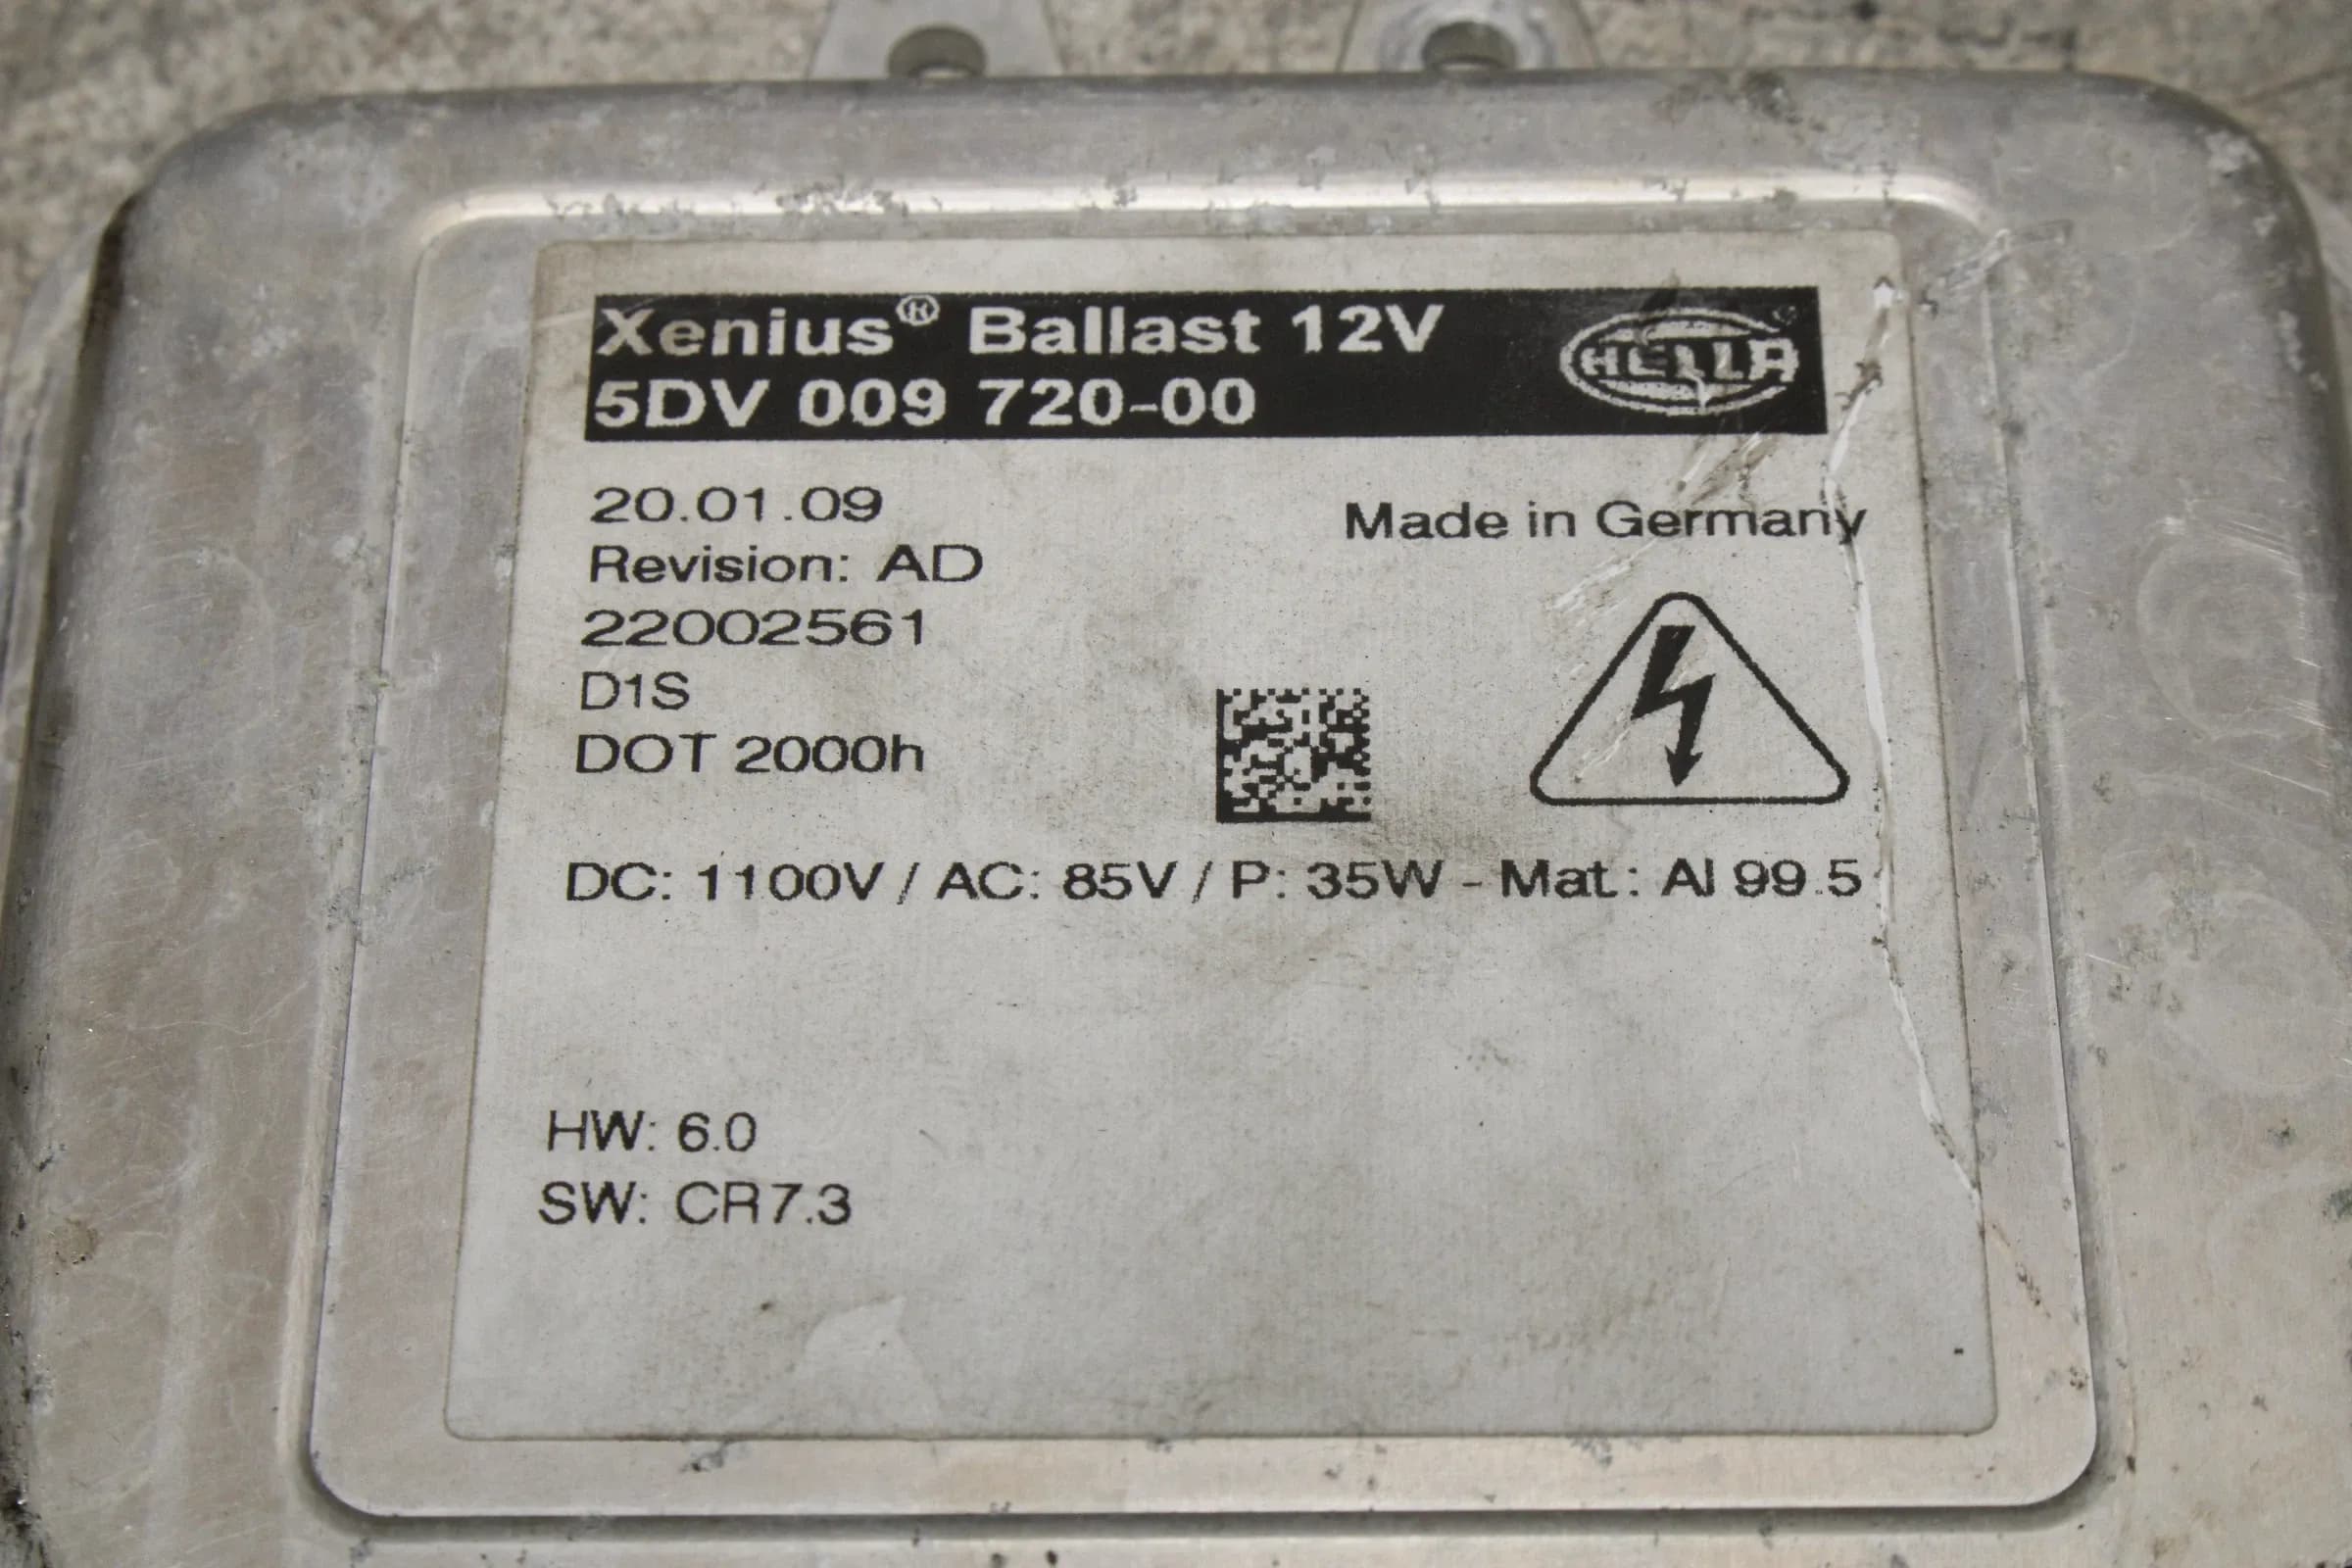 Xenius® Ballast 12V
5DV 009 720-00
HELLA
20.01.09
Made in Germany
Revision: AD
22002561
D1S
DOT 2000h
DC: 1100V / AC: 85V / P: 35W - Mat.: Al 99.5
HW: 6.0
SW: CR7.3